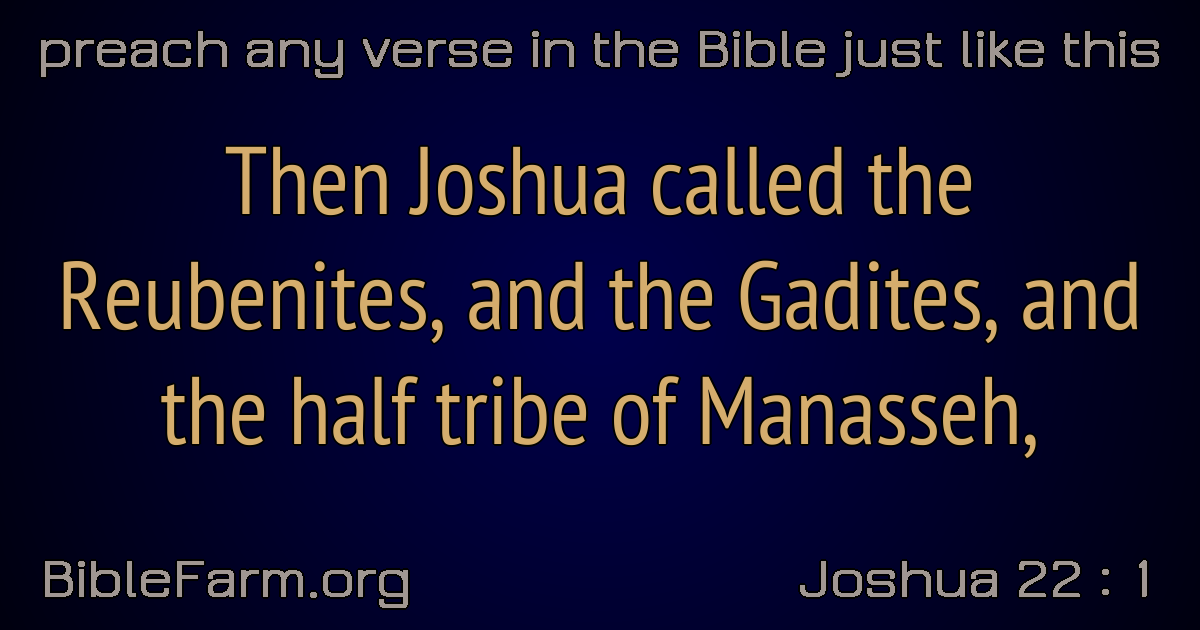 preach any verse in the Bible just like this
Then Joshua called the
Reubenites, and the Gadites, and
the half tribe of Manasseh,
BibleFarm.org
Joshua 22 : 1